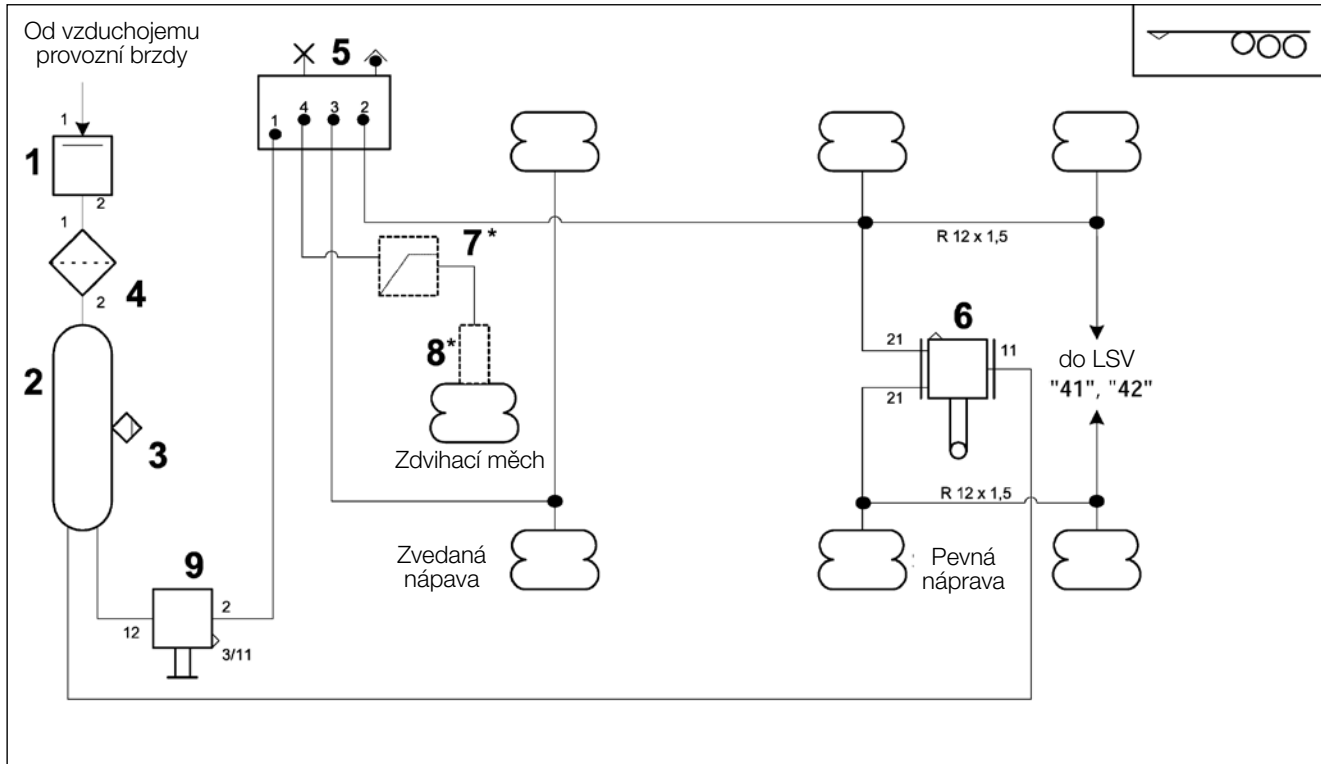 Od vzduchojemu
provozní brzdy
1
1
2
1
4
2
2
3
5
1
4
3
2
7*
8*
Zdvihací měch
R 12 x 1,5
6
21
11
21
do LSV
"41", "42"
R 12 x 1,5
Zvedaná
nápava
Pevná
náprava
9
12
2
3/11